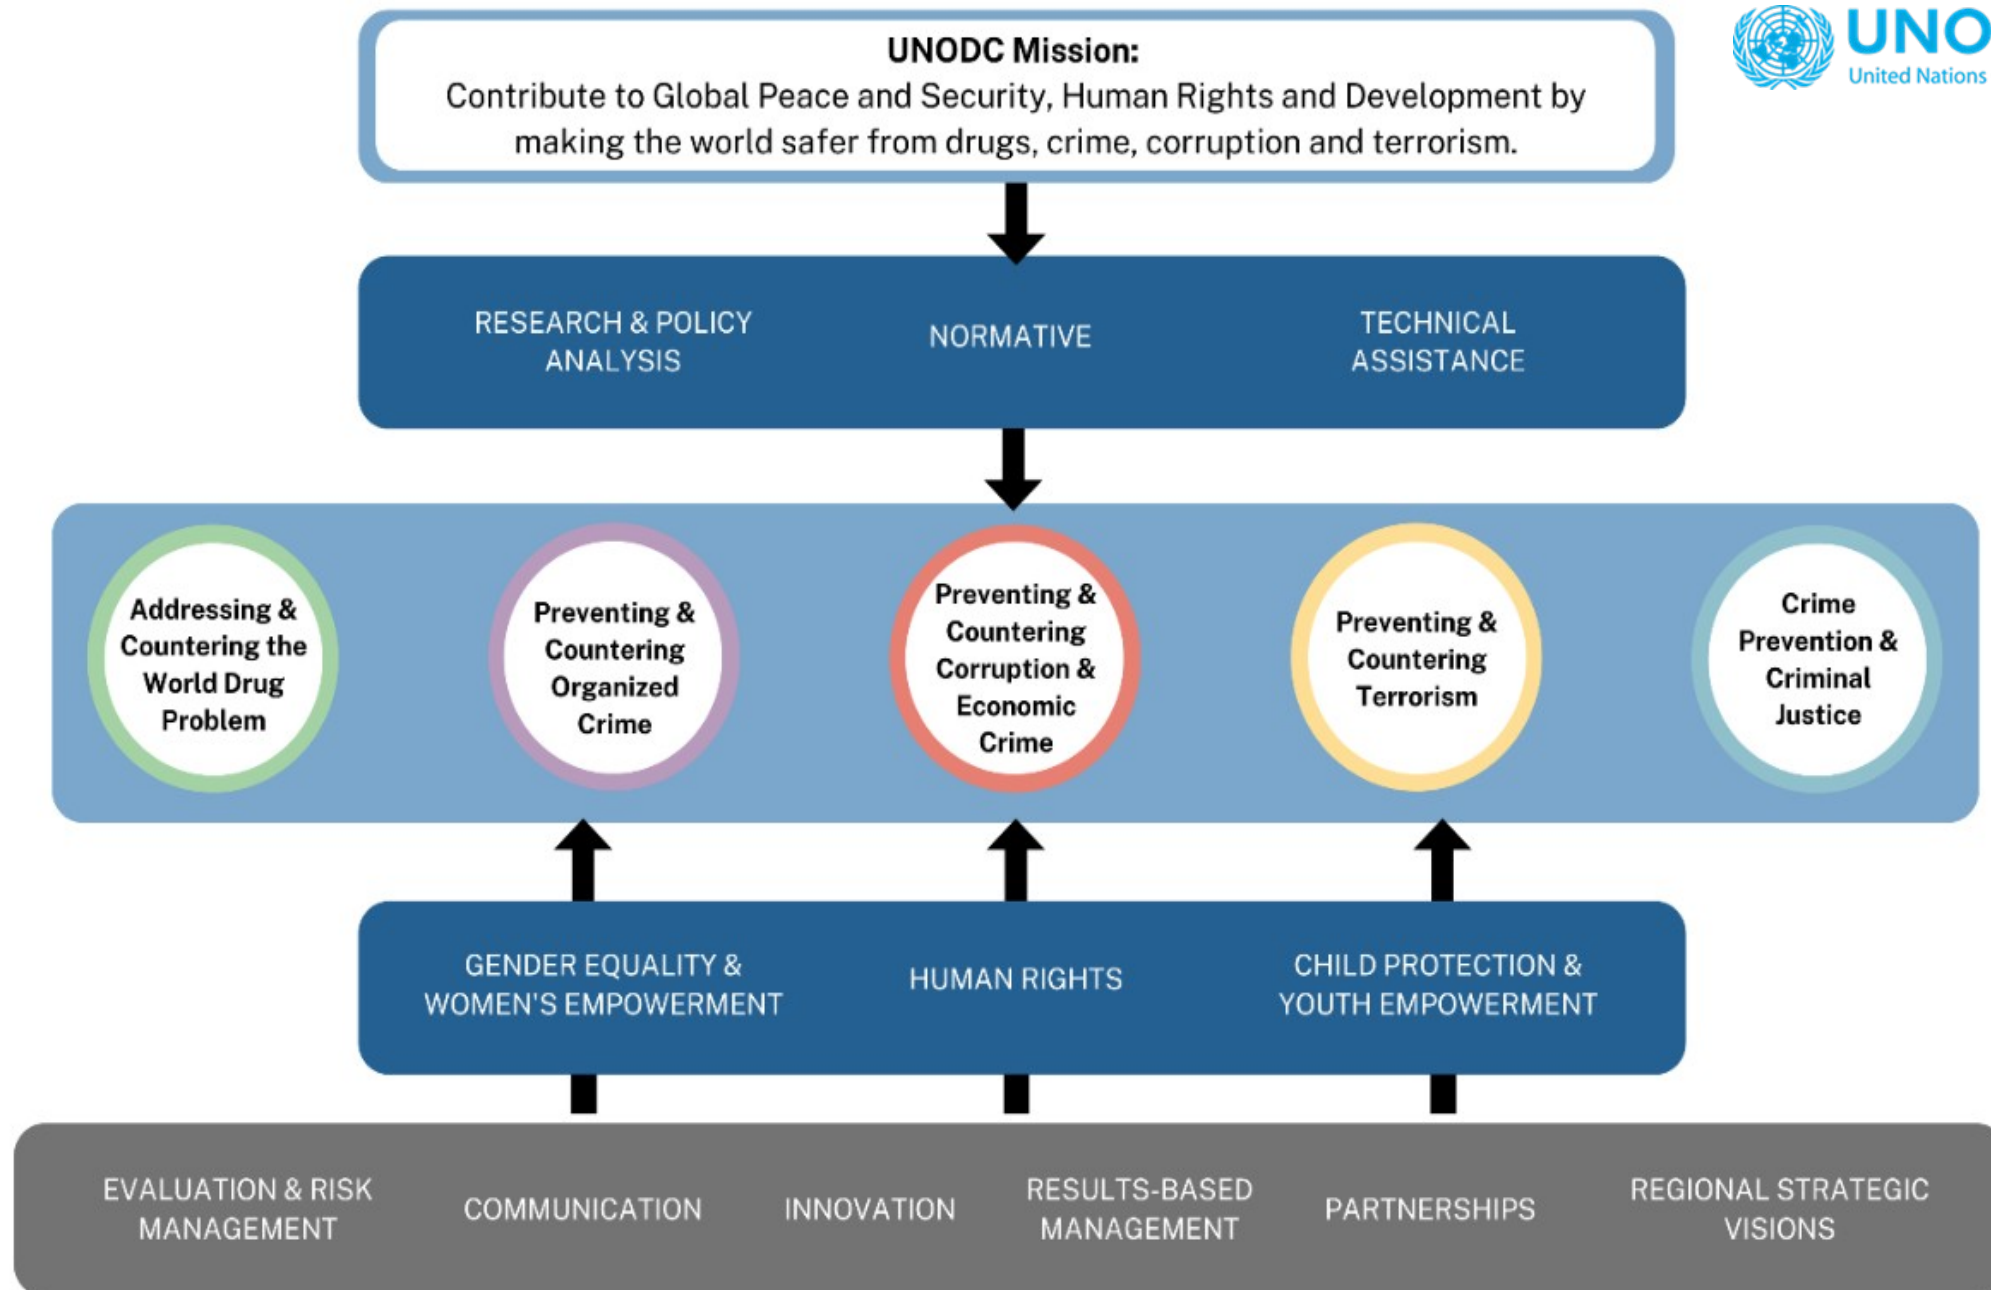 UNODC Mission:
Contribute to Global Peace and Security, Human Rights and Development by
making the world safer from drugs, crime, corruption and terrorism.
UNO
United Nations
RESEARCH & POLICY
ANALYSIS
NORMATIVE
TECHNICAL
ASSISTANCE
Addressing &
Countering the
World Drug
Problem
Preventing &
Countering
Organized
Crime
Preventing &
Countering
Corruption &
Economic
Crime
Preventing &
Countering
Terrorism
Crime
Prevention &
Criminal
Justice
GENDER EQUALITY &
WOMEN'S EMPOWERMENT
HUMAN RIGHTS
CHILD PROTECTION &
YOUTH EMPOWERMENT
EVALUATION & RISK
MANAGEMENT
COMMUNICATION
INNOVATION
RESULTS-BASED
MANAGEMENT
PARTNERSHIPS
REGIONAL STRATEGIC
VISIONS